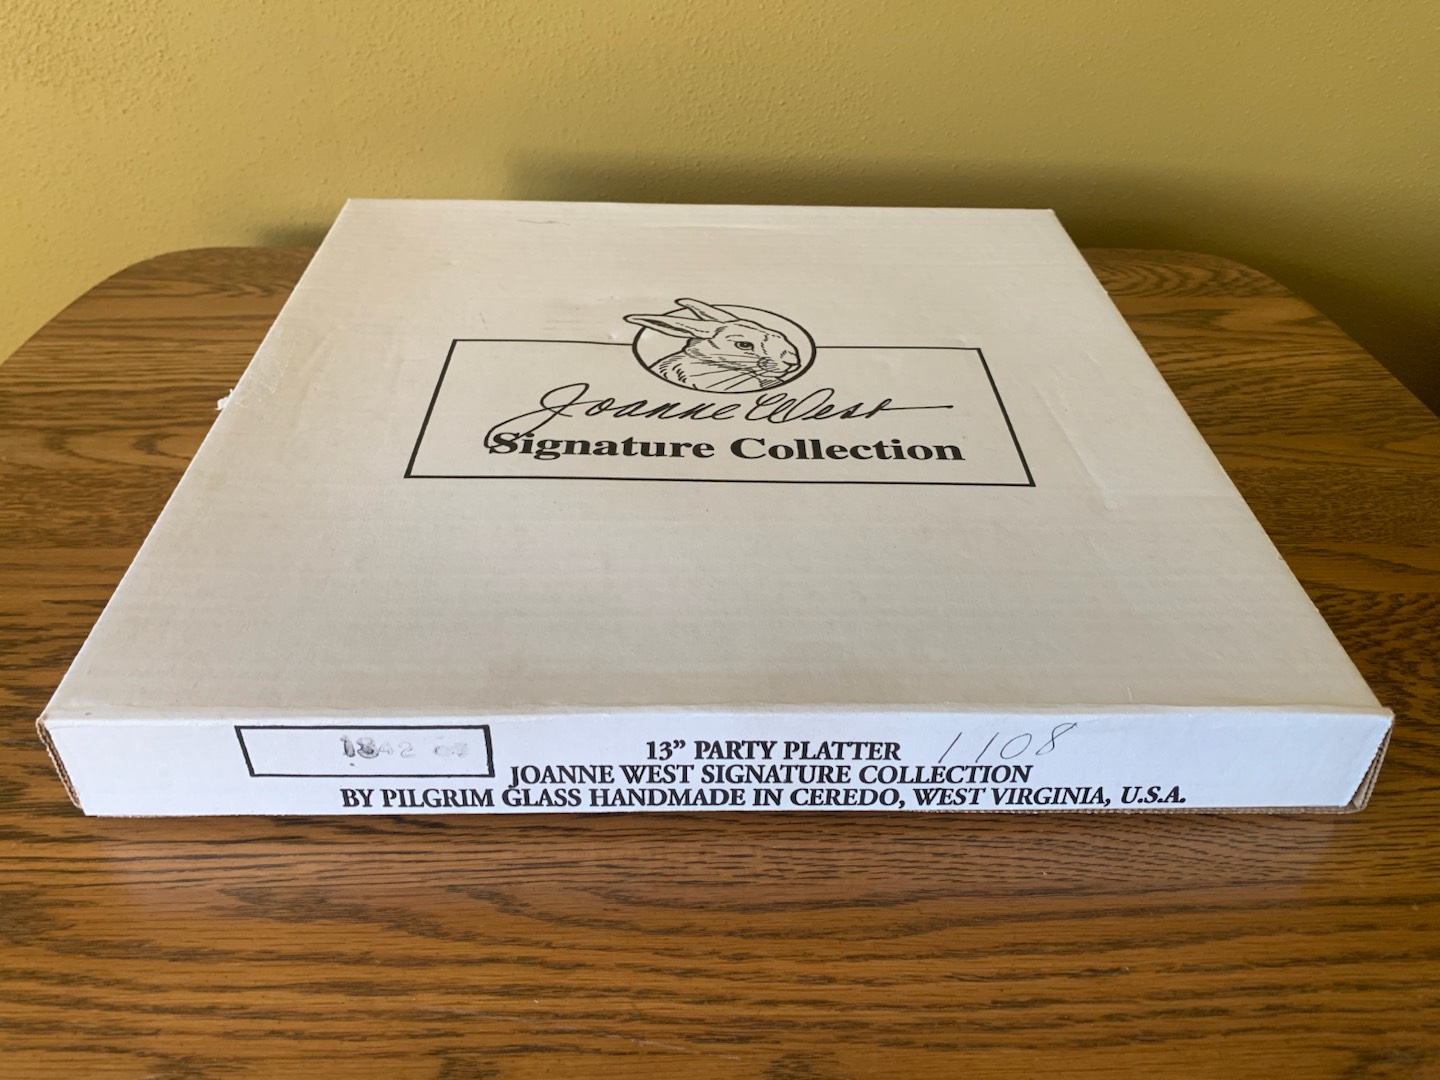 Joanne West
Signature Collection
13” PARTY PLATTER 1108
JOANNE WEST SIGNATURE COLLECTION
BY PILGRIM GLASS HANDMADE IN CEREDO, WEST VIRGINIA, U.S.A.